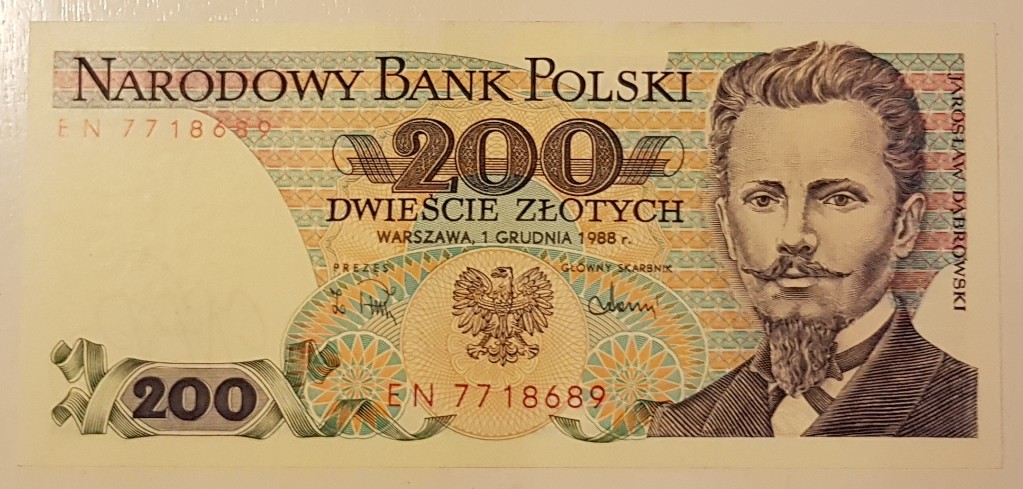 NARODOWY BANK POLSKI
EN 7718689
200
DWIEŚCIE ZŁOTYCH
WARSZAWA, 1 GRUDNIA 1988 r.
PREZES
GŁÓWNY SKARBNIK
EN 7718689
200
JAROSŁAW DĄBROWSKI